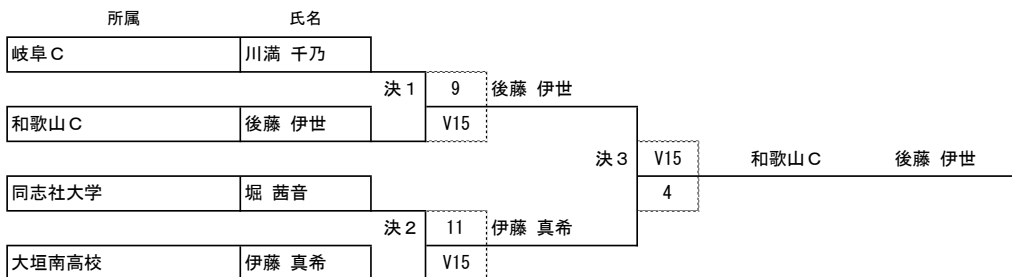 所属 氏名
岐阜Ｃ 川満 千乃
決１ 9 後藤 伊世
和歌山Ｃ 後藤 伊世 V15
決３ V15 和歌山Ｃ 後藤 伊世
同志社大学 堀 茜音 4
決２ 11 伊藤 真希
大垣南高校 伊藤 真希 V15